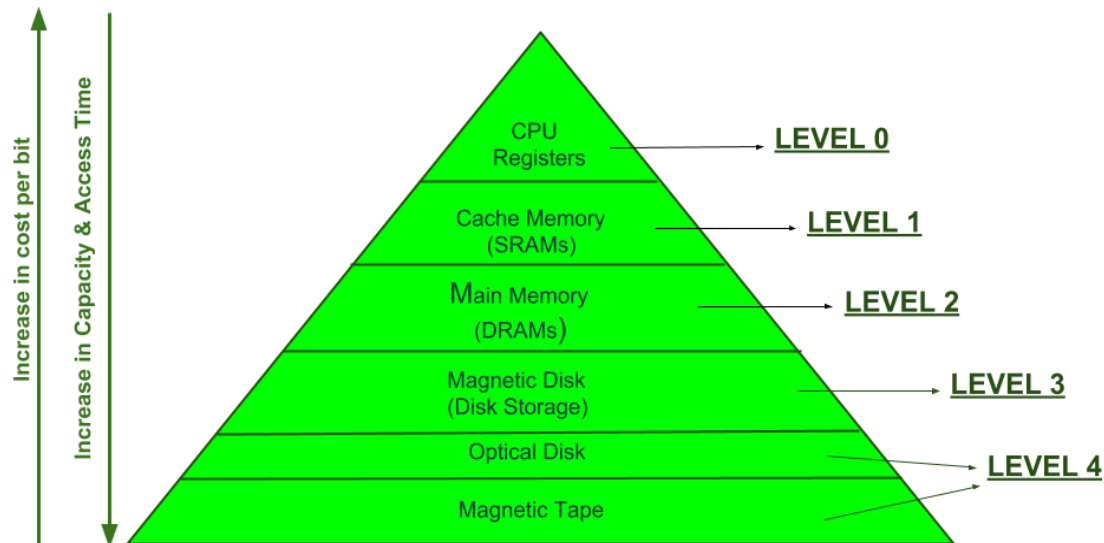 Increase in cost per bit
Increase in Capacity & Access Time
CPU
Registers
LEVEL 0
Cache Memory
(SRAMs)
LEVEL 1
Main Memory
(DRAMs)
LEVEL 2
Magnetic Disk
(Disk Storage)
LEVEL 3
Optical Disk
LEVEL 4
Magnetic Tape